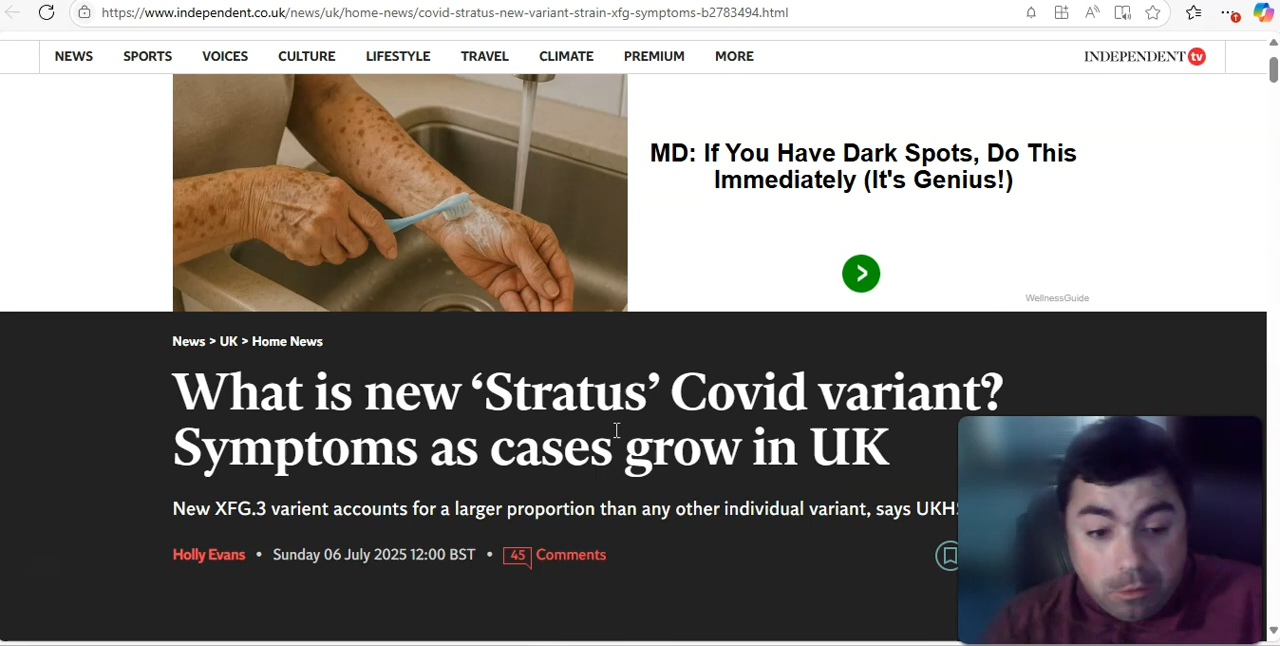 https://www.independent.co.uk/news/uk/home-news/covid-stratus-new-variant-strain-xfg-symptoms-b2783494.html
NEWS SPORTS VOICES CULTURE LIFESTYLE TRAVEL CLIMATE PREMIUM MORE INDEPENDENT tv
MD: If You Have Dark Spots, Do This
Immediately (It's Genius!)
WellnessGuide
News > UK > Home News
What is new ‘Stratus’ Covid variant?
Symptoms as cases grow in UK
New XFG.3 varient accounts for a larger proportion than any other individual variant, says
Holly Evans • Sunday 06 July 2025 12:00 BST • 45 Comments